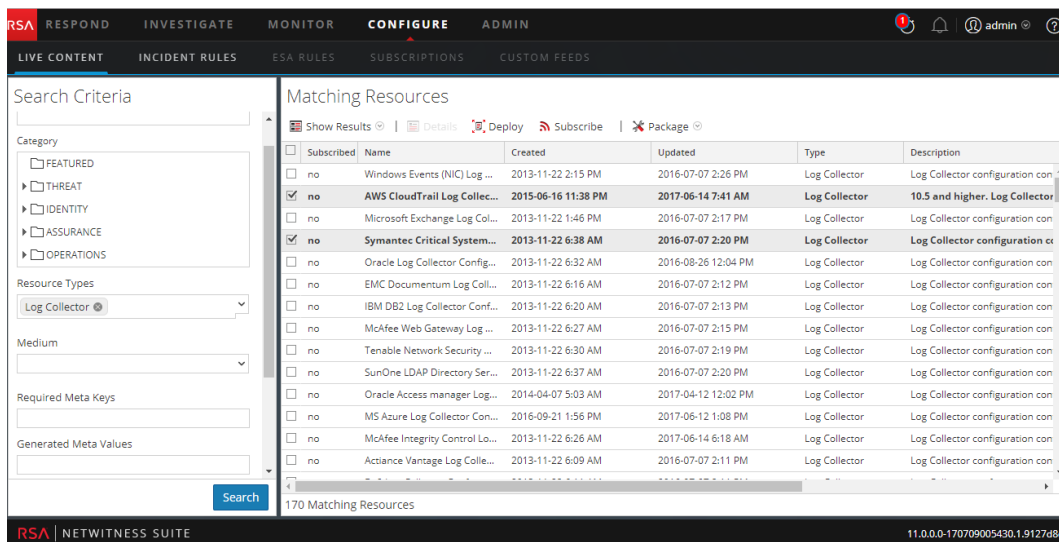 RSA RESPOND INVESTIGATE MONITOR CONFIGURE ADMIN 1 admin
LIVE CONTENT INCIDENT RULES ESA RULES SUBSCRIPTIONS CUSTOM FEEDS
Search Criteria
Category
FEATURED
THREAT
IDENTITY
ASSURANCE
OPERATIONS
Resource Types
Log Collector
Medium
Required Meta Keys
Generated Meta Values
Search
Matching Resources
Show Results | Details Deploy Subscribe | Package
Subscribed Name Created Updated Type Description
no Windows Events (NIC) Log ... 2013-11-22 2:15 PM 2016-07-07 2:26 PM Log Collector Log Collector configuration con
no AWS CloudTrail Log Collec... 2015-06-16 11:38 PM 2017-06-14 7:41 AM Log Collector 10.5 and higher. Log Collector
no Microsoft Exchange Log Col... 2013-11-22 1:46 PM 2016-07-07 2:17 PM Log Collector Log Collector configuration con
no Symantec Critical System... 2013-11-22 6:38 AM 2016-07-07 2:20 PM Log Collector Log Collector configuration co
no Oracle Log Collector Config... 2013-11-22 6:32 AM 2016-08-26 12:04 PM Log Collector Log Collector configuration con
no EMC Documentum Log Coll... 2013-11-22 6:16 AM 2016-07-07 2:12 PM Log Collector Log Collector configuration con
no IBM DB2 Log Collector Conf... 2013-11-22 6:20 AM 2016-07-07 2:13 PM Log Collector Log Collector configuration con
no McAfee Web Gateway Log ... 2013-11-22 6:27 AM 2016-07-07 2:15 PM Log Collector Log Collector configuration con
no Tenable Network Security ... 2013-11-22 6:30 AM 2016-07-07 2:19 PM Log Collector Log Collector configuration con
no SunOne LDAP Directory Ser... 2013-11-22 6:37 AM 2016-07-07 2:20 PM Log Collector Log Collector configuration con
no Oracle Access manager Log... 2014-04-07 5:03 AM 2017-04-12 12:02 PM Log Collector Log Collector configuration con
no MS Azure Log Collector Con... 2016-09-21 1:56 PM 2017-06-12 1:08 PM Log Collector Log Collector configuration con
no McAfee Integrity Control Lo... 2013-11-22 6:26 AM 2017-06-14 6:18 AM Log Collector Log Collector configuration con
no Actiance Vantage Log Colle... 2013-11-22 6:09 AM 2016-07-07 2:11 PM Log Collector Log Collector configuration con
170 Matching Resources
RSA NETWITNESS SUITE 11.0.0.0-170709005430.1.9127d8